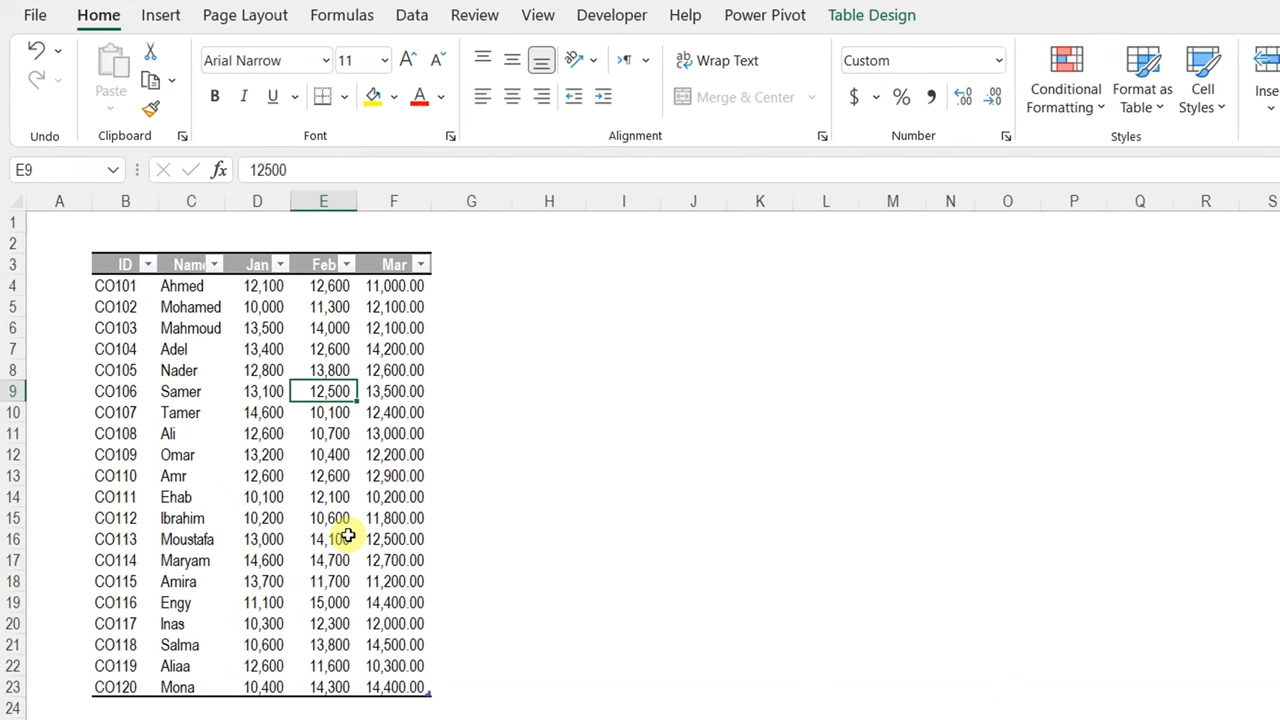 File Home Insert Page Layout Formulas Data Review View Developer Help Power Pivot Table Design
Arial Narrow 11 Wrap Text Custom
Paste B I U Merge & Center $ % Conditional Formatting Format as Table Cell Styles
Undo Clipboard Font Alignment Number Styles
E9 fx 12500
A B C D E F G H I J K L M N O P Q R S
1
2
3 ID Jan Feb Mar
4 CO101 Ahmed 12,100 12,600 11,000.00
5 CO102 Mohamed 10,000 11,300 12,100.00
6 CO103 Mahmoud 13,500 14,000 12,100.00
7 CO104 Adel 13,400 12,600 14,200.00
8 CO105 Nader 12,800 13,800 12,600.00
9 CO106 Samer 13,100 12,500 13,500.00
10 CO107 Tamer 14,600 10,100 12,400.00
11 CO108 Ali 12,600 10,700 13,000.00
12 CO109 Omar 13,200 10,400 12,200.00
13 CO110 Amr 12,600 12,600 12,900.00
14 CO111 Ehab 10,100 12,100 10,200.00
15 CO112 Ibrahim 10,200 10,600 11,800.00
16 CO113 Moustafa 13,000 14,100 12,500.00
17 CO114 Maryam 14,600 14,700 12,700.00
18 CO115 Amira 13,700 11,700 11,200.00
19 CO116 Engy 11,100 15,000 14,400.00
20 CO117 Inas 10,300 12,300 12,000.00
21 CO118 Salma 10,600 13,800 14,500.00
22 CO119 Aliaa 12,600 11,600 10,300.00
23 CO120 Mona 10,400 14,300 14,400.00
24